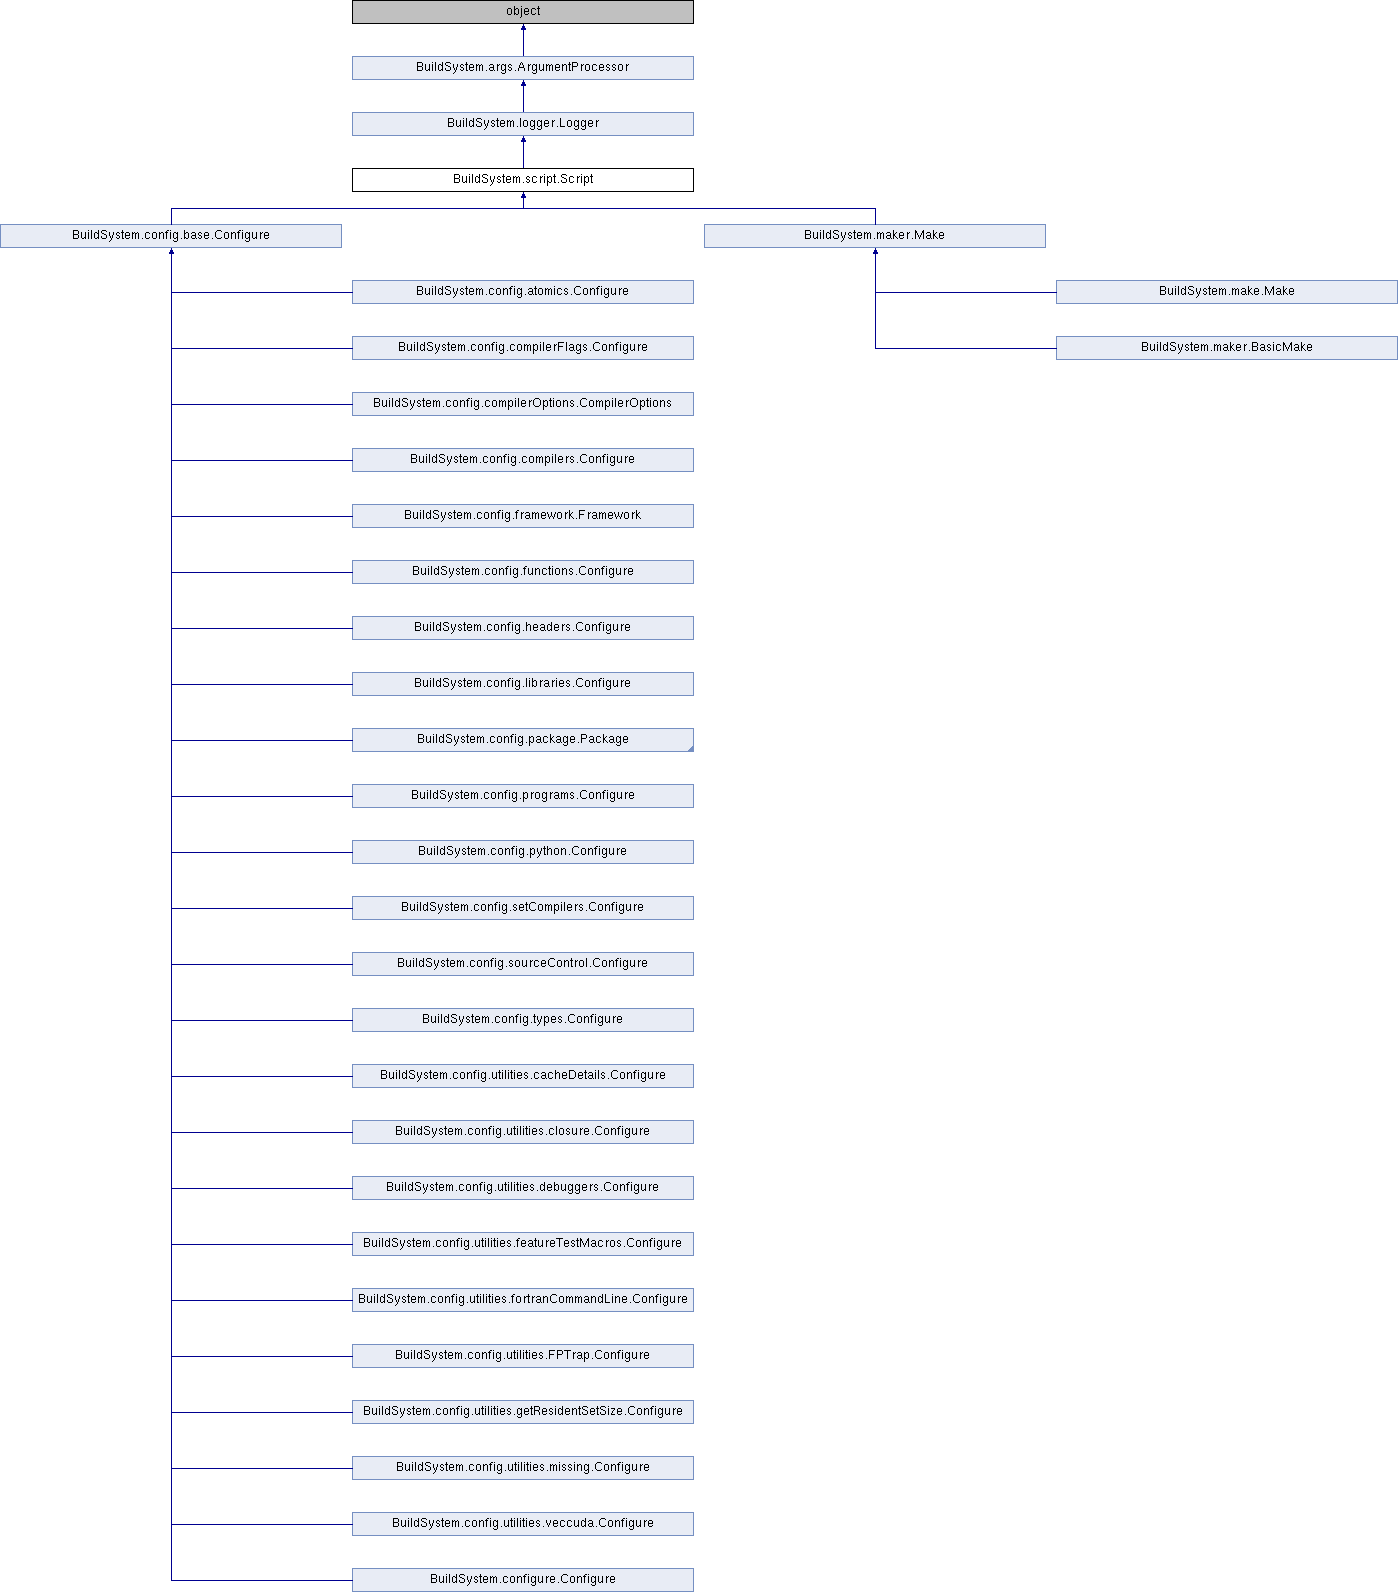 object
BuildSystem.args.ArgumentProcessor
BuildSystem.logger.Logger
BuildSystem.script.Script
BuildSystem.config.base.Configure
BuildSystem.maker.Make
BuildSystem.config.atomics.Configure
BuildSystem.make.Make
BuildSystem.config.compilerFlags.Configure
BuildSystem.maker.BasicMake
BuildSystem.config.compilerOptions.CompilerOptions
BuildSystem.config.compilers.Configure
BuildSystem.config.framework.Framework
BuildSystem.config.functions.Configure
BuildSystem.config.headers.Configure
BuildSystem.config.libraries.Configure
BuildSystem.config.package.Package
BuildSystem.config.programs.Configure
BuildSystem.config.python.Configure
BuildSystem.config.setCompilers.Configure
BuildSystem.config.sourceControl.Configure
BuildSystem.config.types.Configure
BuildSystem.config.utilities.cacheDetails.Configure
BuildSystem.config.utilities.closure.Configure
BuildSystem.config.utilities.debuggers.Configure
BuildSystem.config.utilities.featureTestMacros.Configure
BuildSystem.config.utilities.fortranCommandLine.Configure
BuildSystem.config.utilities.FPTrap.Configure
BuildSystem.config.utilities.getResidentSetSize.Configure
BuildSystem.config.utilities.missing.Configure
BuildSystem.config.utilities.veccuda.Configure
BuildSystem.configure.Configure